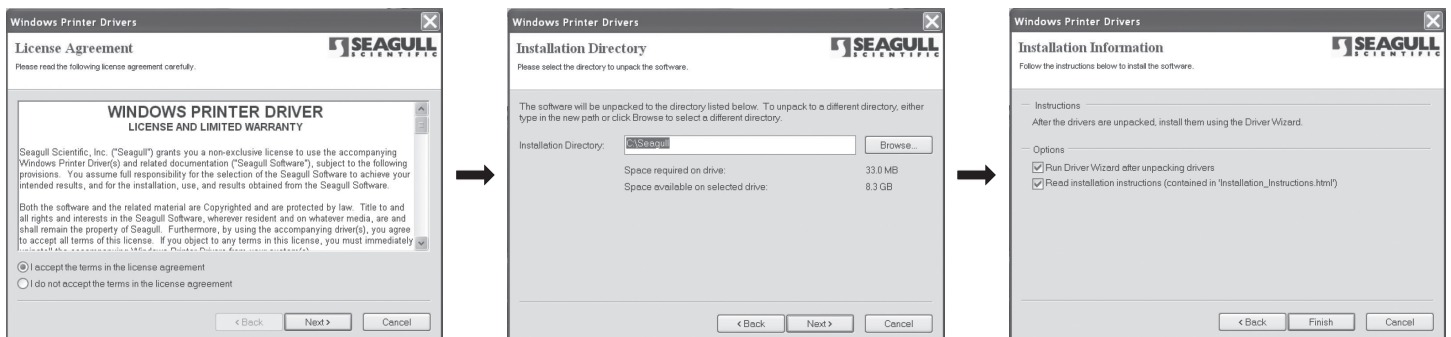 Windows Printer Drivers
License Agreement
Please read the following license agreement carefully.
SEAGULL
SCIENTIFIC
WINDOWS PRINTER DRIVER
LICENSE AND LIMITED WARRANTY
Seagull Scientific, Inc. ("Seagull") grants you a non-exclusive license to use the accompanying
Windows Printer Driver(s) and related documentation ("Seagull Software"), subject to the following
provisions. You assume full responsibility for the selection of the Seagull Software to achieve your
intended results, and for the installation, use, and results obtained from the Seagull Software.
Both the software and the related material are Copyrighted and are protected by law. Title to and
all rights and interests in the Seagull Software, wherever resident and on whatever media, are and
shall remain the property of Seagull. Furthermore, by using the accompanying driver(s), you agree
to accept all terms of this license. If you object to any terms in this license, you must immediately
I accept the terms in the license agreement
I do not accept the terms in the license agreement
< Back
Next >
Cancel
Windows Printer Drivers
Installation Directory
Please select the directory to unpack the software.
SEAGULL
SCIENTIFIC
The software will be unpacked to the directory listed below. To unpack to a different directory, either
type in the new path or click Browse to select a different directory.
Installation Directory:
C:\Seagull
Browse...
Space required on drive: 33.0 MB
Space available on selected drive: 8.3 GB
< Back
Next >
Cancel
Windows Printer Drivers
Installation Information
Follow the instructions below to install the software.
SEAGULL
SCIENTIFIC
Instructions
After the drivers are unpacked, install them using the Driver Wizard.
Options
Run Driver Wizard after unpacking drivers
Read installation instructions (contained in 'Installation_Instructions.html')
< Back
Finish
Cancel